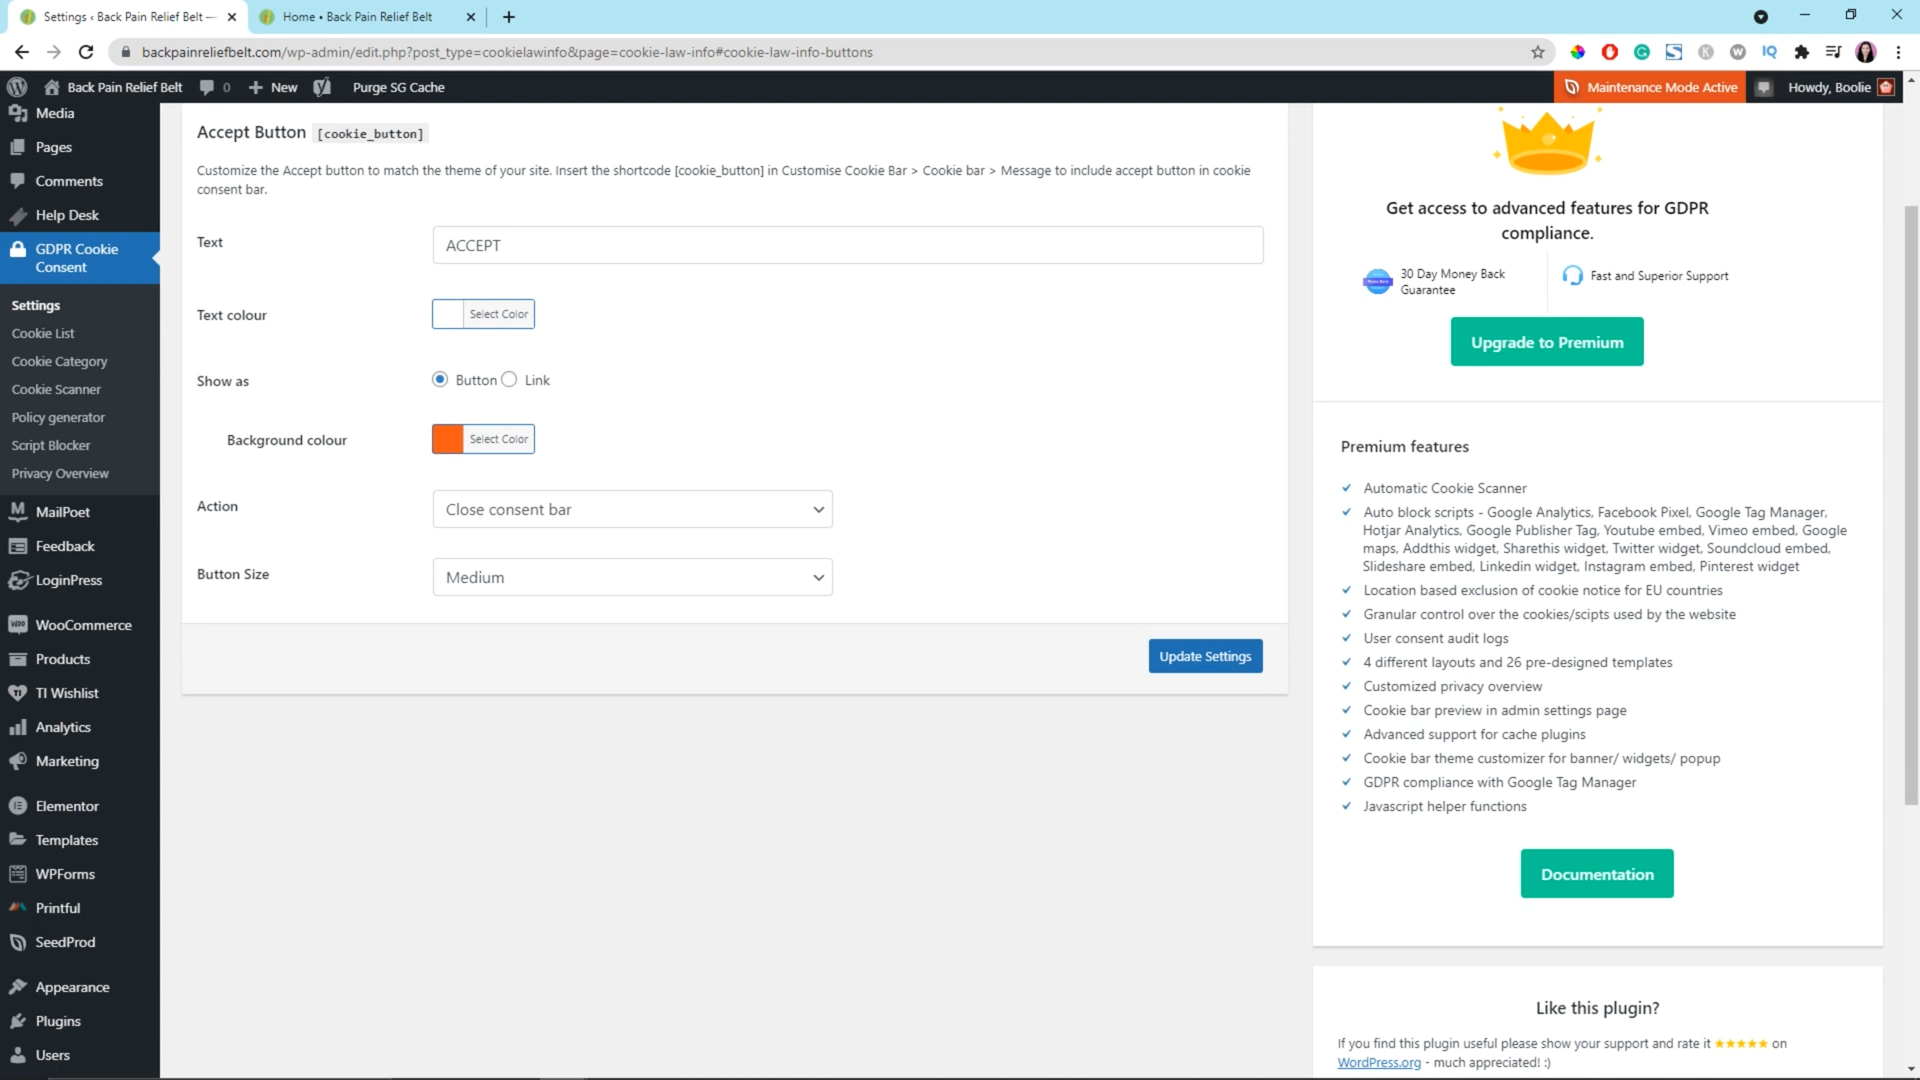 Settings ‹ Back Pain Relief Belt —
Home • Back Pain Relief Belt
backpainreliefbelt.com/wp-admin/edit.php?post_type=cookielawinfo&page=cookie-law-info#cookie-law-info-buttons
Back Pain Relief Belt
0
New
Purge SG Cache
Maintenance Mode Active
Howdy, Boolie
Media
Pages
Comments
Help Desk
GDPR Cookie
Consent
Settings
Cookie List
Cookie Category
Cookie Scanner
Policy generator
Script Blocker
Privacy Overview
MailPoet
Feedback
LoginPress
WooCommerce
Products
TI Wishlist
Analytics
Marketing
Elementor
Templates
WPForms
Printful
SeedProd
Appearance
Plugins
Users
Accept Button [cookie_button]
Customize the Accept button to match the theme of your site. Insert the shortcode [cookie_button] in Customise Cookie Bar > Cookie bar > Message to include accept button in cookie
consent bar.
Text
ACCEPT
Text colour
Select Color
Show as
Button
Link
Background colour
Select Color
Action
Close consent bar
Button Size
Medium
Update Settings
Get access to advanced features for GDPR
compliance.
30 Day Money Back
Guarantee
Fast and Superior Support
Upgrade to Premium
Premium features
Automatic Cookie Scanner
Auto block scripts - Google Analytics, Facebook Pixel, Google Tag Manager,
Hotjar Analytics, Google Publisher Tag, Youtube embed, Vimeo embed, Google
maps, Addthis widget, Sharethis widget, Twitter widget, Soundcloud embed,
Slideshare embed, Linkedin widget, Instagram embed, Pinterest widget
Location based exclusion of cookie notice for EU countries
Granular control over the cookies/scipts used by the website
User consent audit logs
4 different layouts and 26 pre-designed templates
Customized privacy overview
Cookie bar preview in admin settings page
Advanced support for cache plugins
Cookie bar theme customizer for banner/ widgets/ popup
GDPR compliance with Google Tag Manager
Javascript helper functions
Documentation
Like this plugin?
If you find this plugin useful please show your support and rate it ★★★★★ on
WordPress.org - much appreciated! :)